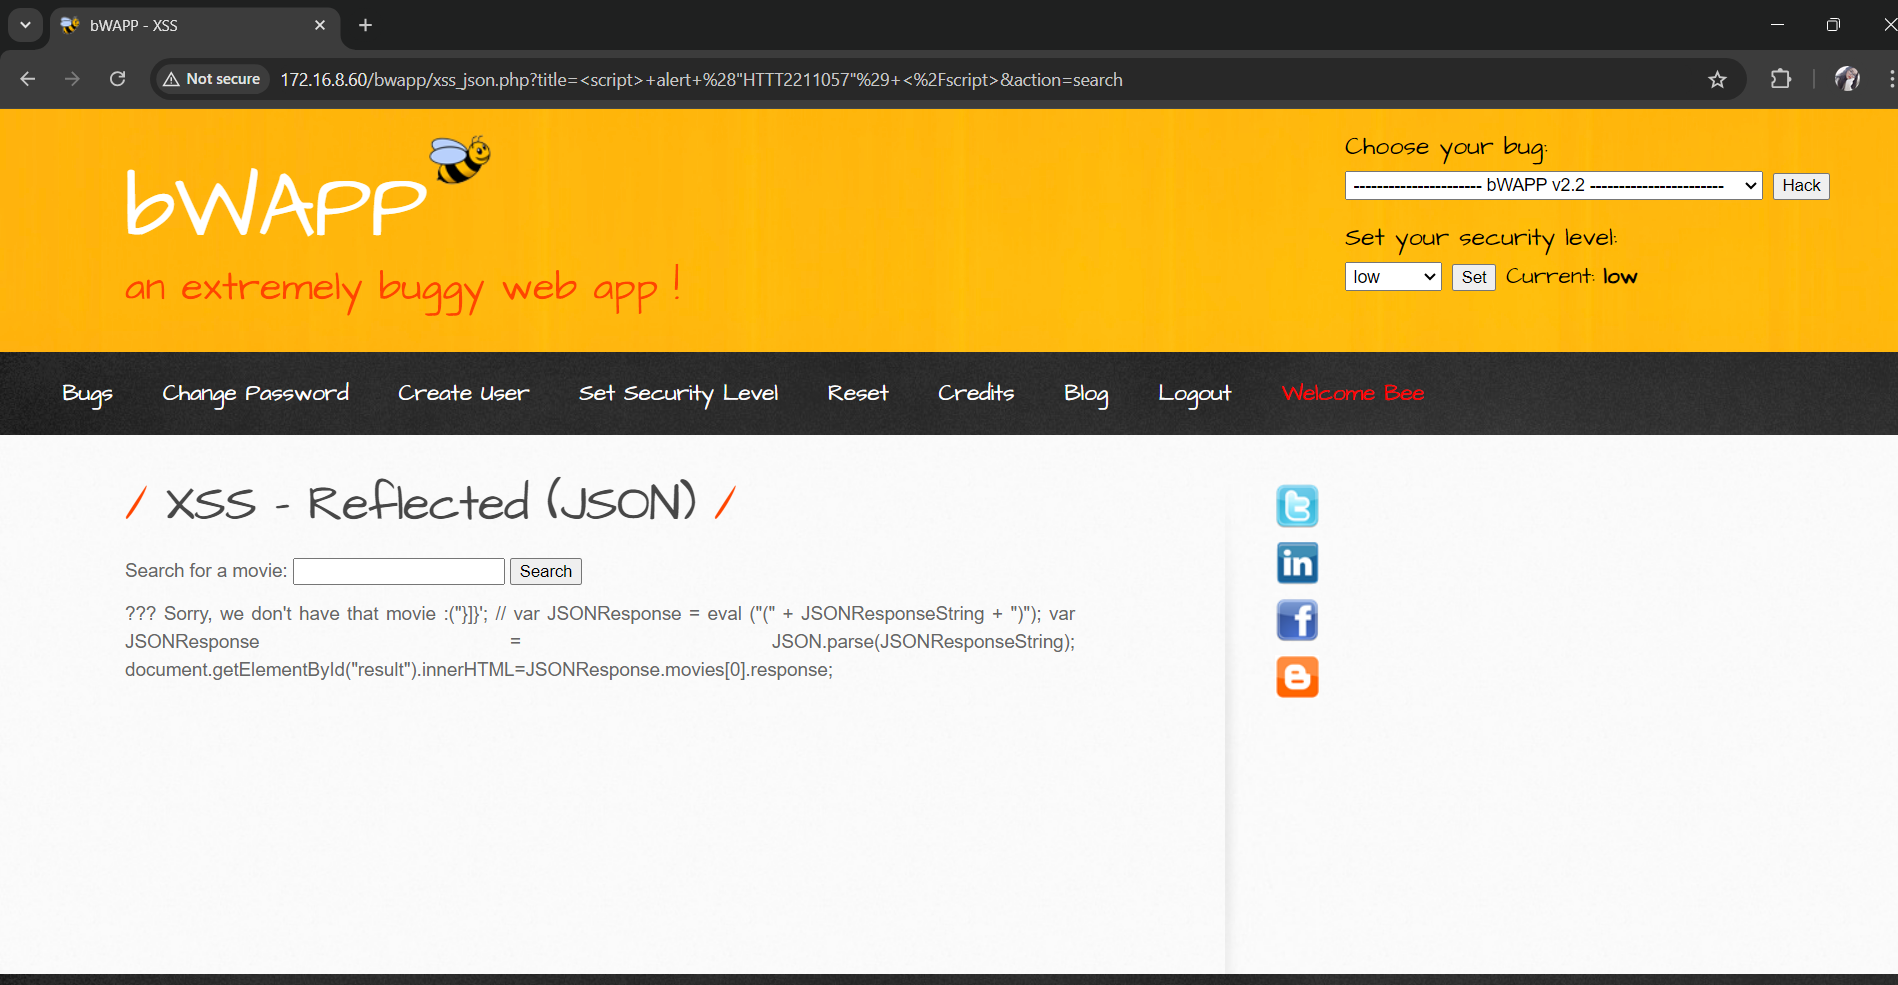 bWAPP - XSS
Not secure
172.16.8.60/bwapp/xss_json.php?title=<script>+alert+%28"HTTT2211057"%29+<%2Fscript>&action=search
bWAPP
an extremely buggy web app !
Choose your bug:
---------------------- bWAPP v2.2 -----------------------
Hack
Set your security level:
low
Set
Current: low
Bugs
Change Password
Create User
Set Security Level
Reset
Credits
Blog
Logout
Welcome Bee
/ XSS - Reflected (JSON) /
Search for a movie:
Search
??? Sorry, we don't have that movie :("}]}'; // var JSONResponse = eval ("(" + JSONResponseString + ")"); var
JSONResponse = JSON.parse(JSONResponseString);
document.getElementById("result").innerHTML=JSONResponse.movies[0].response;